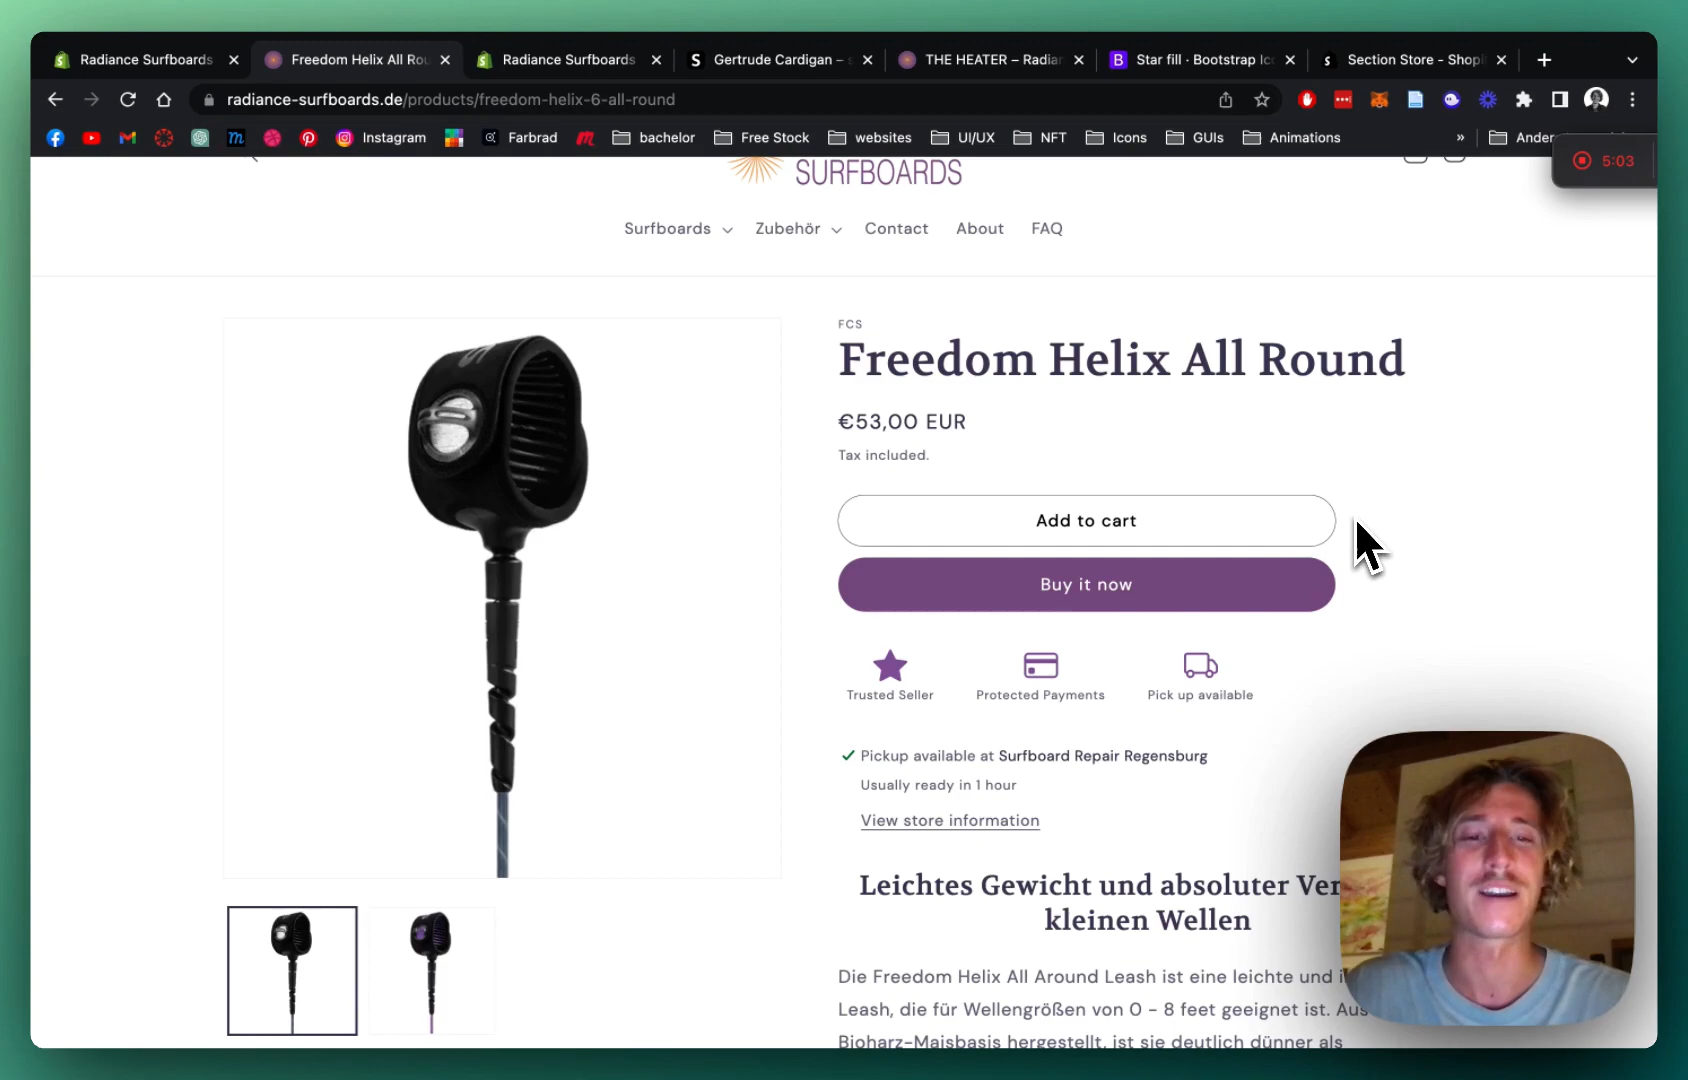 Radiance Surfboards
Freedom Helix All Rou
Radiance Surfboards
Gertrude Cardigan –
THE HEATER – Radian
Star fill · Bootstrap Ico
Section Store - Shopi
radiance-surfboards.de/products/freedom-helix-6-all-round
Instagram
Farbrad
bachelor
Free Stock
websites
UI/UX
NFT
Icons
GUIs
Animations
»
Ander
5:03
SURFBOARDS
Surfboards
Zubehör
Contact
About
FAQ
FCS
Freedom Helix All Round
€53,00 EUR
Tax included.
Add to cart
Buy it now
Trusted Seller
Protected Payments
Pick up available
Pickup available at Surfboard Repair Regensburg
Usually ready in 1 hour
View store information
Leichtes Gewicht und absoluter Ver
kleinen Wellen
Die Freedom Helix All Around Leash ist eine leichte und
Leash, die für Wellengrößen von 0 - 8 feet geeignet ist. Aus
Bioharz-Maisbasis hergestellt, ist sie deutlich dünner als